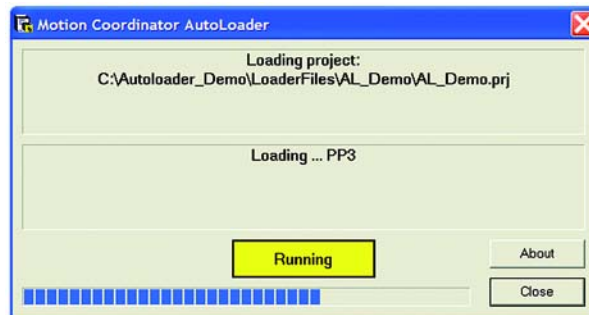 Motion Coordinator AutoLoader
Loading project:
C:\Autoloader_Demo\LoaderFiles\AL_Demo\AL_Demo.prj
Loading ... PP3
Running
About
Close